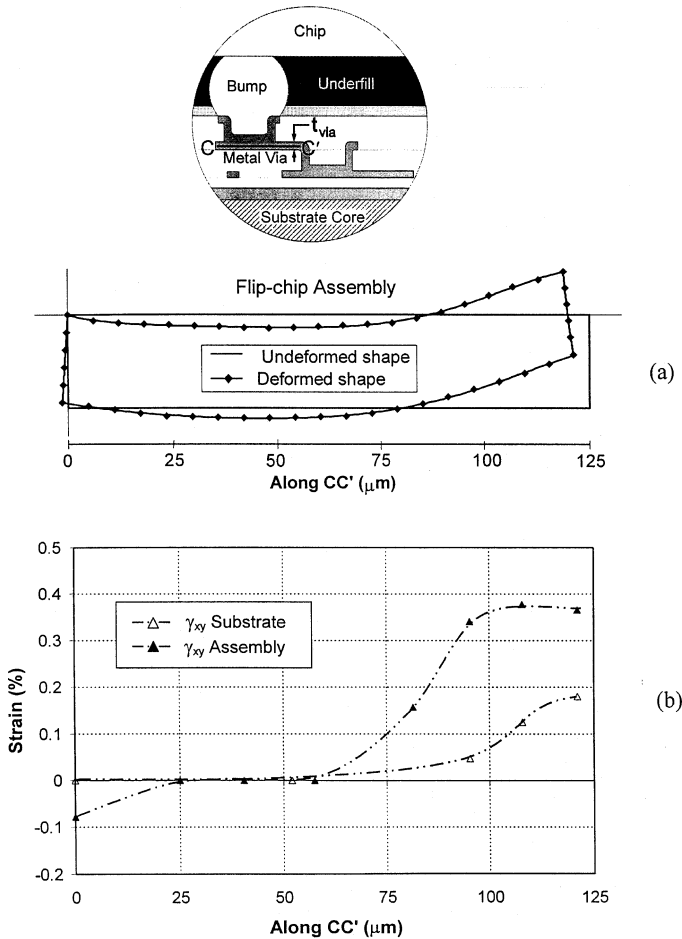 Chip
Bump
Underfill
t via
C
C'
Metal Via
Substrate Core
Flip-chip Assembly
Undeformed shape
Deformed shape
(a)
0 25 50 75 100 125
Along CC' (μm)
0.5
0.4
γxy Substrate
γxy Assembly
0.3
0.2
0.1
0
-0.1
-0.2
Strain (%)
(b)
0 25 50 75 100 125
Along CC' (μm)